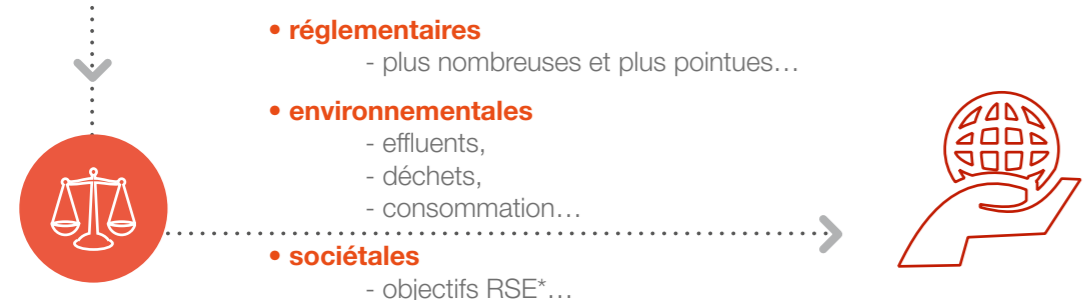 • réglementaires
- plus nombreuses et plus pointues…
• environnementales
- effluents,
- déchets,
- consommation…
• sociétales
- objectifs RSE*…